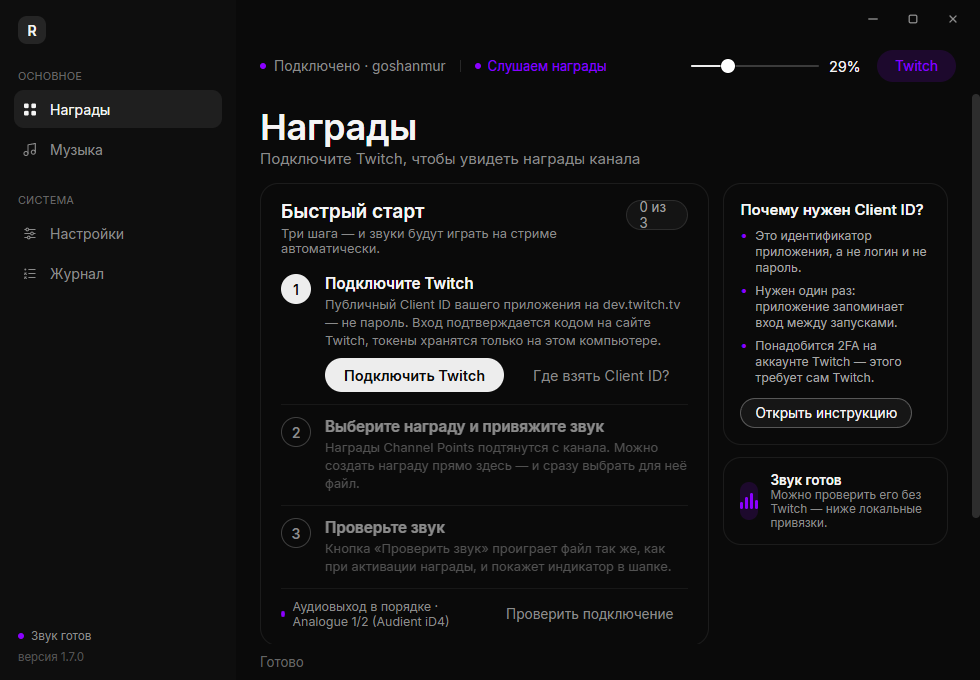 R
ОСНОВНОЕ
Награды
Музыка
СИСТЕМА
Настройки
Журнал
Звук готов
версия 1.7.0
Подключено · goshanmur
Слушаем награды
29%
Twitch
Награды
Подключите Twitch, чтобы увидеть награды канала
Быстрый старт
0 из
3
Три шага — и звуки будут играть на стриме
автоматически.
1
Подключите Twitch
Публичный Client ID вашего приложения на dev.twitch.tv
— не пароль. Вход подтверждается кодом на сайте
Twitch, токены хранятся только на этом компьютере.
Подключить Twitch
Где взять Client ID?
2
Выберите награду и привяжите звук
Награды Channel Points подтянутся с канала. Можно
создать награду прямо здесь — и сразу выбрать для неё
файл.
3
Проверьте звук
Кнопка «Проверить звук» проиграет файл так же, как
при активации награды, и покажет индикатор в шапке.
Аудиовыход в порядке ·
Analogue 1/2 (Audient iD4)
Проверить подключение
Готово
Почему нужен Client ID?
Это идентификатор
приложения, а не логин и не
пароль.
Нужен один раз:
приложение запоминает
вход между запусками.
Понадобится 2FA на
аккаунте Twitch — этого
требует сам Twitch.
Открыть инструкцию
Звук готов
Можно проверить его без
Twitch — ниже локальные
привязки.